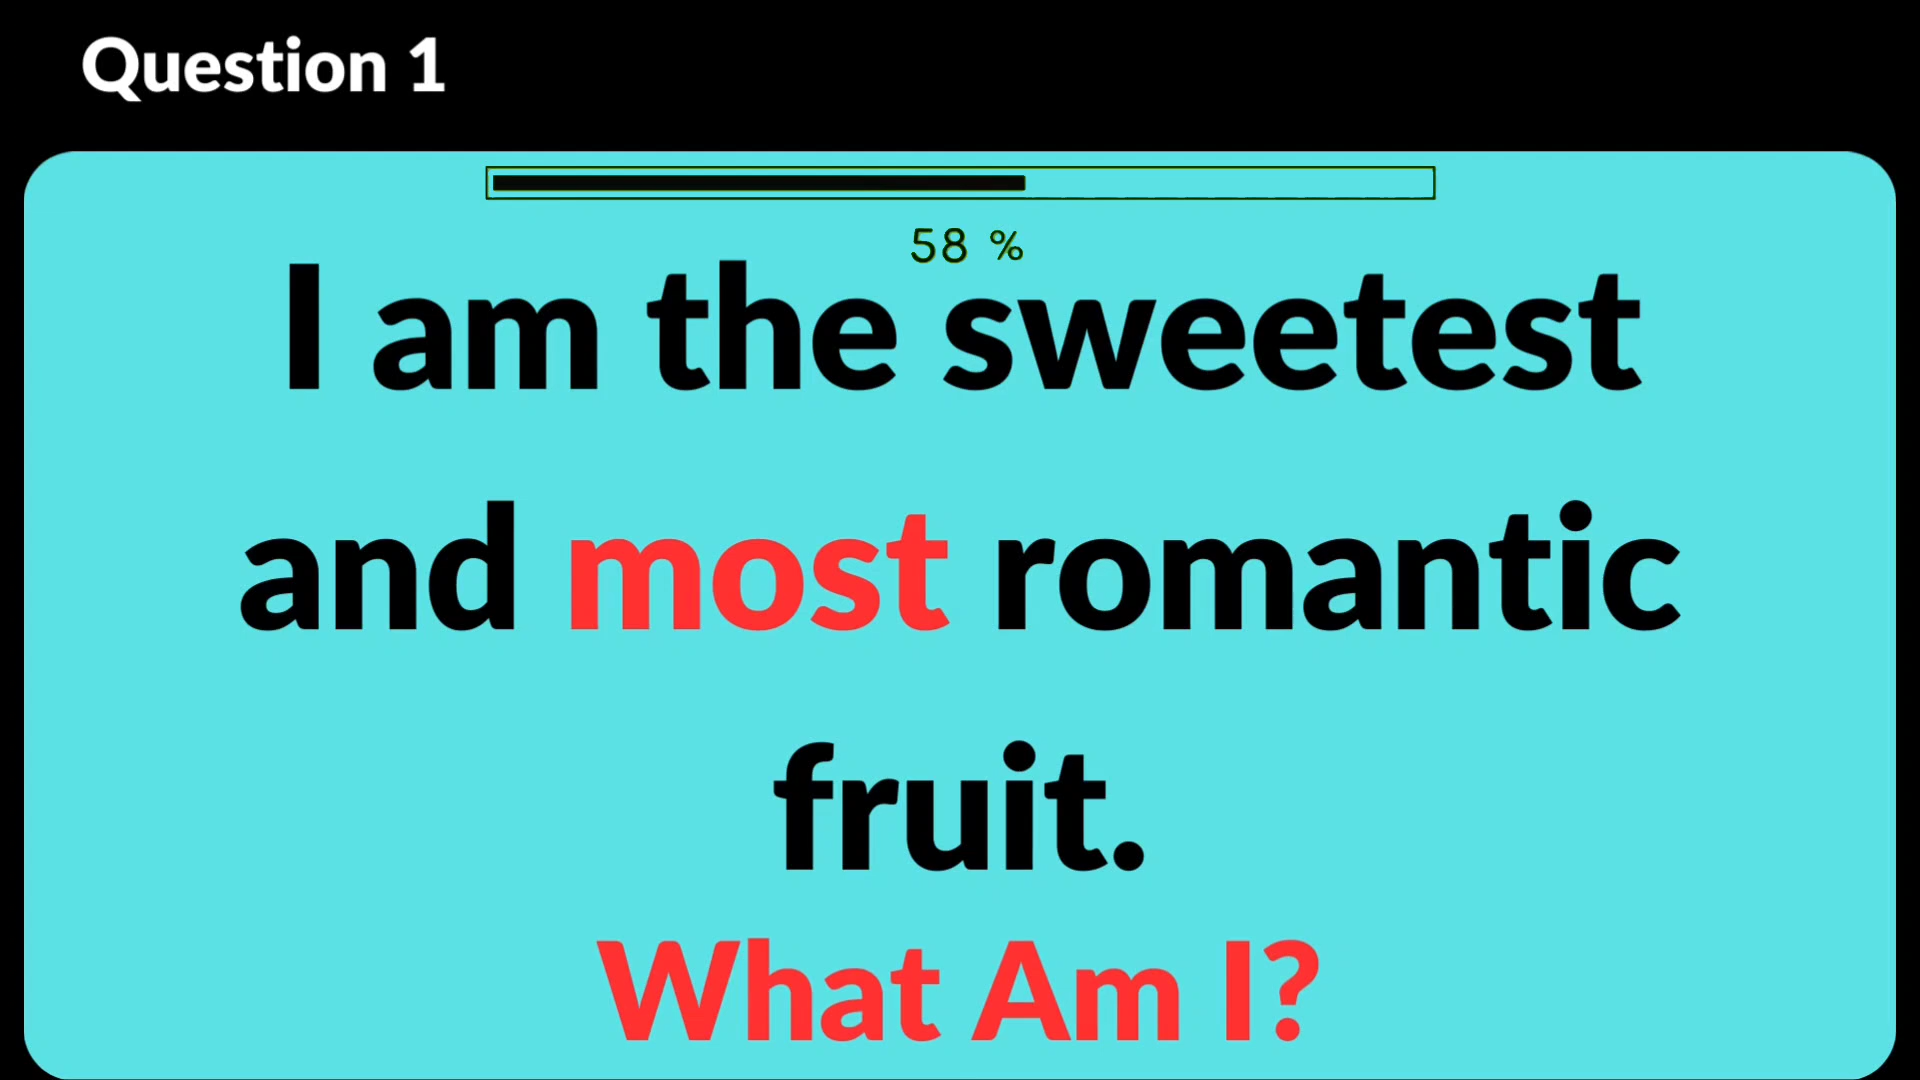 Question 1
58 %
I am the sweetest
and most romantic
fruit.
What Am I?